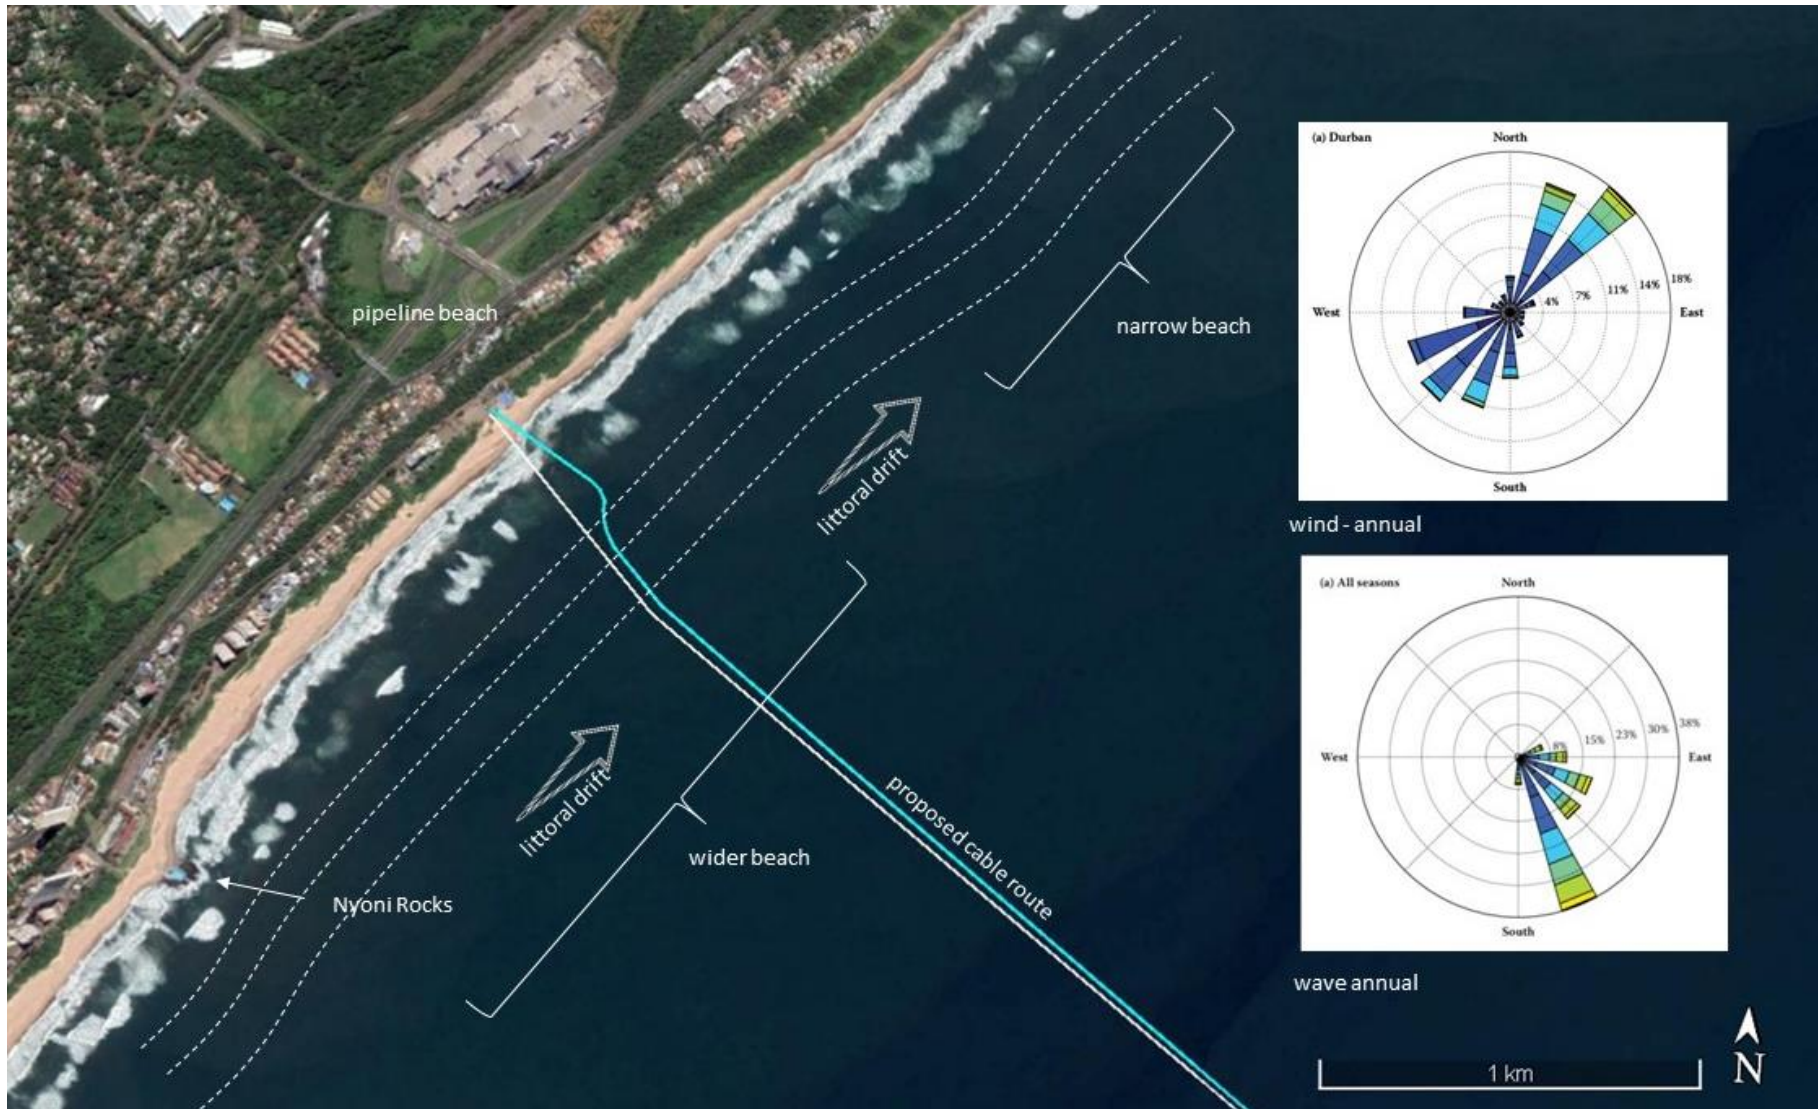 pipeline beach
narrow beach
littoral drift
littoral drift
wider beach
proposed cable route
Nyoni Rocks
(a) Durban
North
18%
14%
11%
7%
4%
West
East
South
wind - annual
(a) All seasons
North
38%
30%
23%
15%
8%
West
East
South
wave annual
1 km
N